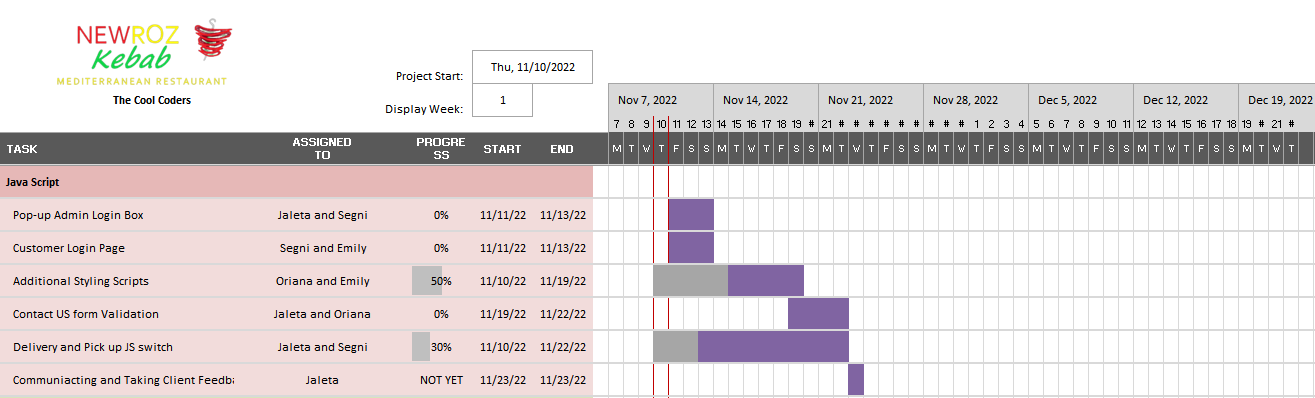 NEWROZ
Kebab
MEDITERRANEAN RESTAURANT
The Cool Coders
Project Start: Thu, 11/10/2022
Display Week: 1
Nov 7, 2022 Nov 14, 2022 Nov 21, 2022 Nov 28, 2022 Dec 5, 2022 Dec 12, 2022 Dec 19, 2022
7 8 9 10 11 12 13 14 15 16 17 18 19 # 21 # # # # # # # # # 1 2 3 4 5 6 7 8 9 10 11 12 13 14 15 16 17 18 19 # 21 #
TASK ASSIGNED TO PROGRE SS START END M T W T F S S M T W T F S S M T W T F S S M T W T F S S M T W T F S S M T W T F S S M T W T
Java Script
Pop-up Admin Login Box Jaleta and Segni 0% 11/11/22 11/13/22
Customer Login Page Segni and Emily 0% 11/11/22 11/13/22
Additional Styling Scripts Oriana and Emily 50% 11/10/22 11/19/22
Contact US form Validation Jaleta and Oriana 0% 11/19/22 11/22/22
Delivery and Pick up JS switch Jaleta and Segni 30% 11/10/22 11/22/22
Communiacting and Taking Client Feedba Jaleta NOT YET 11/23/22 11/23/22